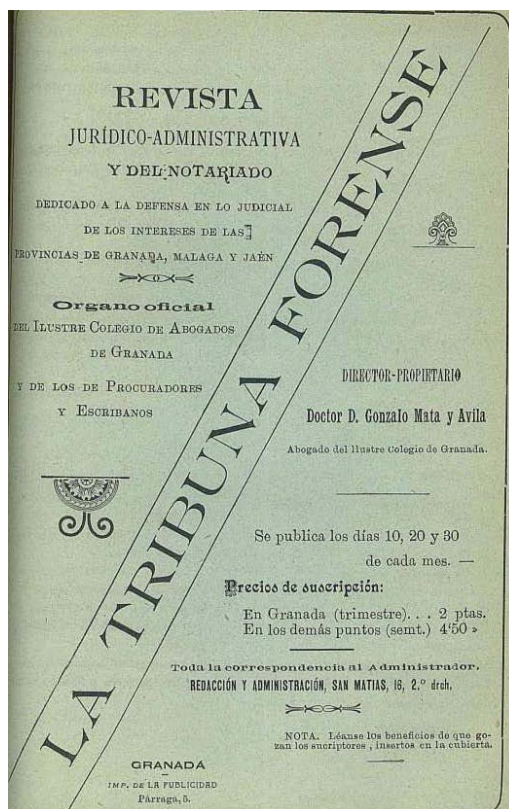 REVISTA
JURÍDICO-ADMINISTRATIVA
Y DEL NOTARIADO
DEDICADO A LA DEFENSA EN LO JUDICIAL
DE LOS INTERESES DE LAS
PROVINCIAS DE GRANADA, MALAGA Y JAÉN
Organo oficial
DEL ILUSTRE COLEGIO DE ABOGADOS
DE GRANADA
Y DE LOS DE PROCURADORES
Y ESCRIBANOS
LA TRIBUNA FORENSE
DIRECTOR-PROPIETARIO
Doctor D. Gonzalo Mata y Avila
Abogado del Ilustre Colegio de Granada.
Se publica los días 10, 20 y 30
de cada mes. —
Precios de suscripción:
En Granada (trimestre). . . 2 ptas.
En los demás puntos (semt.) 4'50 »
Toda la correspondencia al Administrador.
REDACCIÓN Y ADMINISTRACIÓN, SAN MATIAS, 16, 2.º drch.
NOTA. Léanse los beneficios de que go-
zan los sucriptores, insertos en la cubierta.
GRANADA
IMP. DE LA PUBLICIDAD
Párraga, 5.